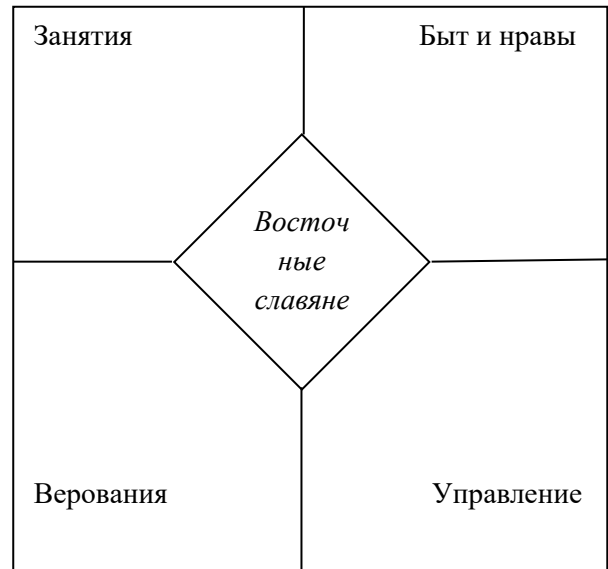 Занятия
Быт и нравы
Восточ
ные
славяне
Верования
Управление